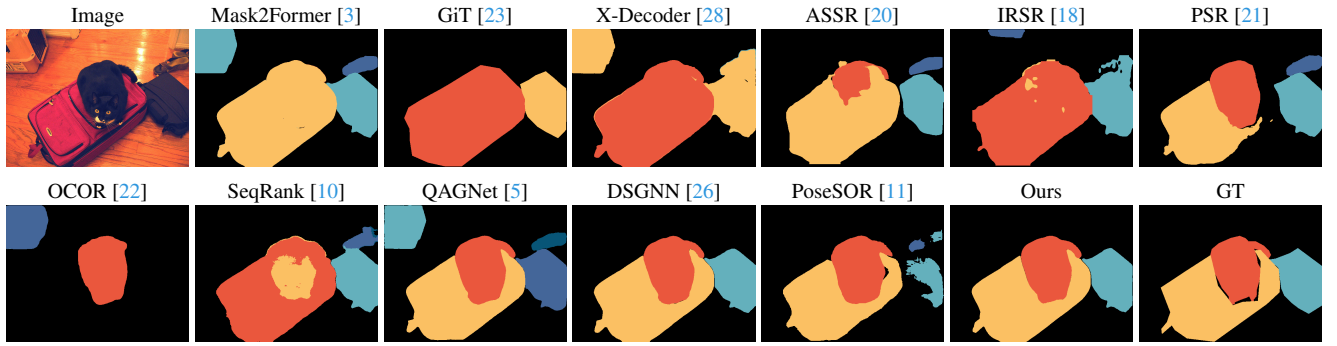 Image Mask2Former [3] GiT [23] X-Decoder [28] ASSR [20] IRSR [18] PSR [21]
OCOR [22] SeqRank [10] QAGNet [5] DSGNN [26] PoseSOR [11] Ours GT